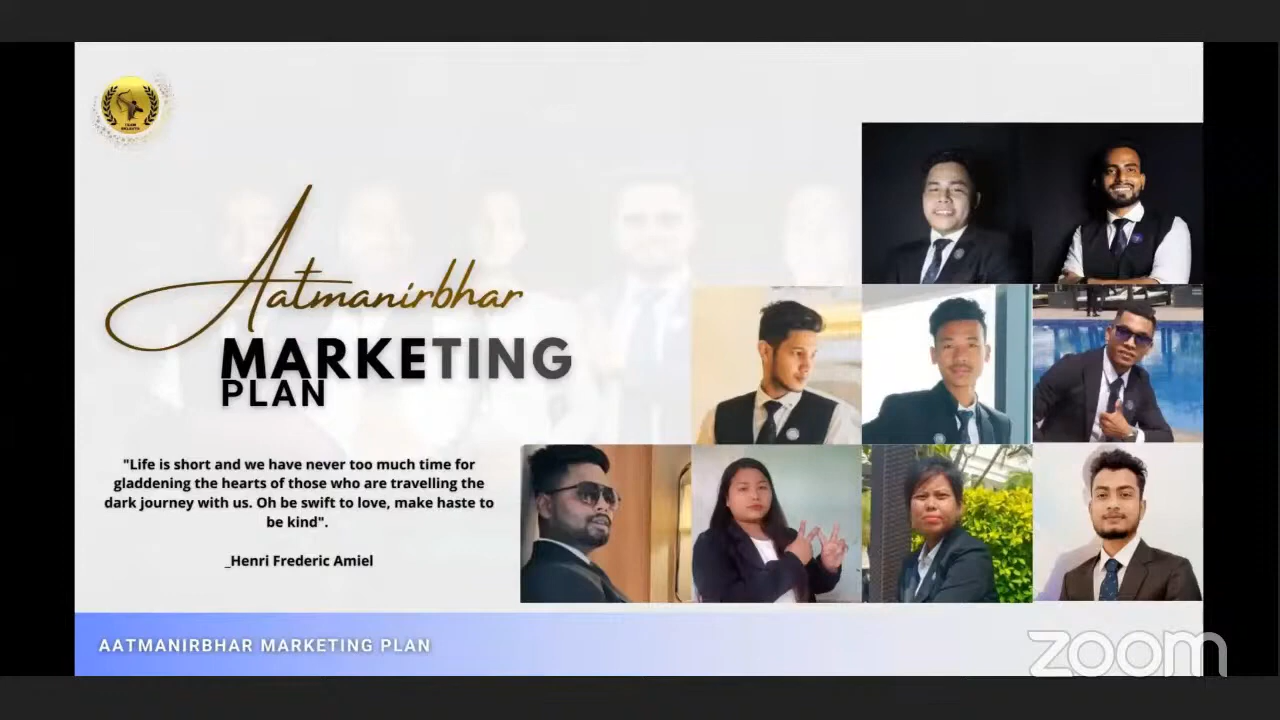 Aatmanirbhar
MARKETING
PLAN
"Life is short and we have never too much time for
gladdening the hearts of those who are travelling the
dark journey with us. Oh be swift to love, make haste to
be kind".
_Henri Frederic Amiel
AATMANIRBHAR MARKETING PLAN
zoom